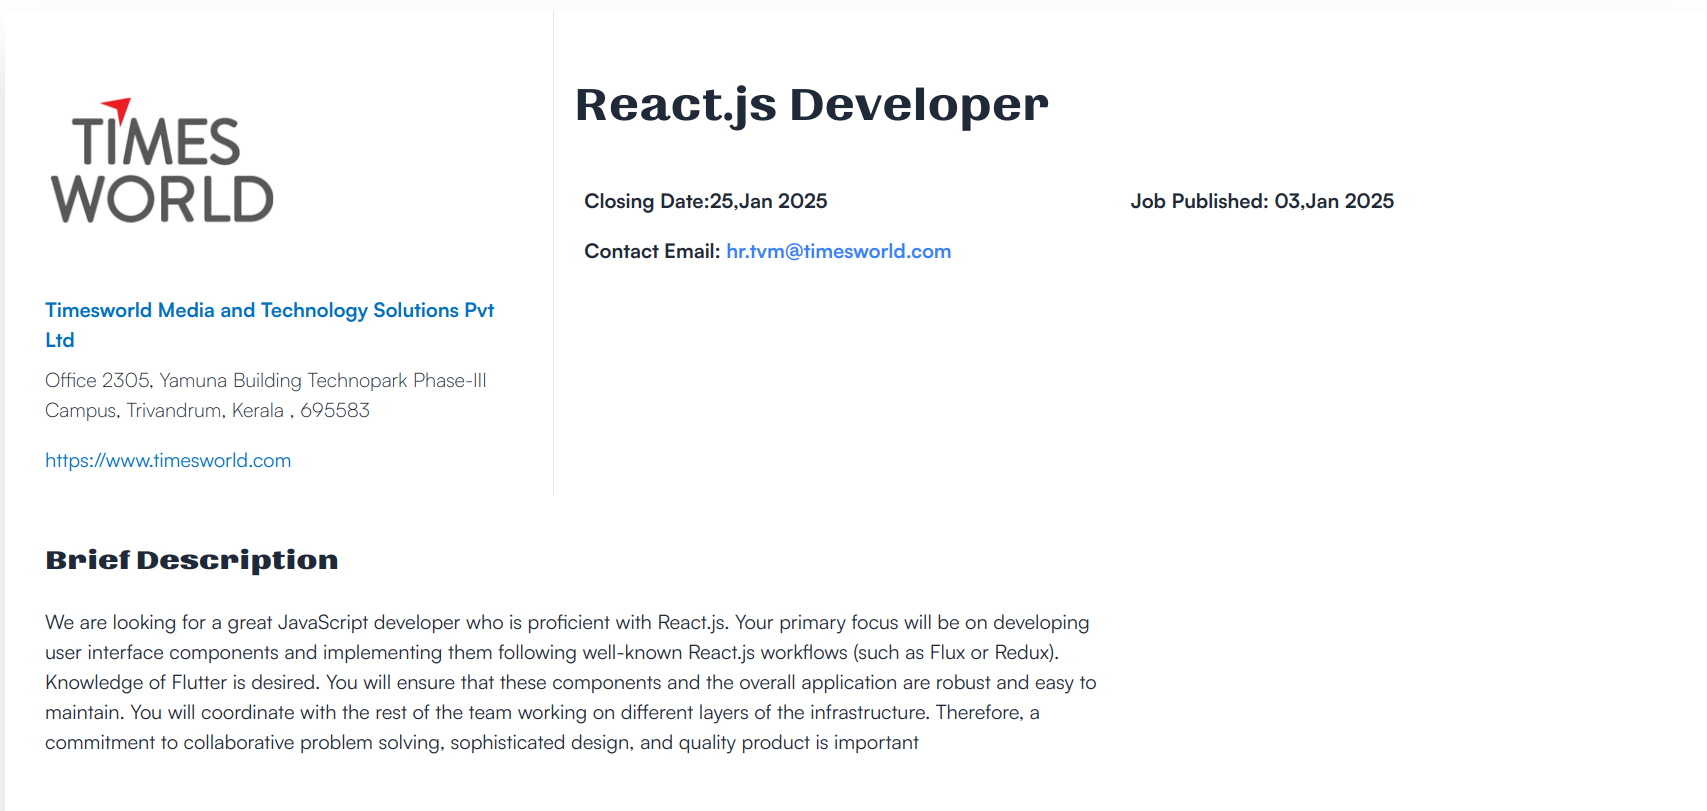 TIMES
WORLD
Timesworld Media and Technology Solutions Pvt
Ltd
Office 2305, Yamuna Building Technopark Phase-III
Campus, Trivandrum, Kerala , 695583
https://www.timesworld.com
React.js Developer
Closing Date:25,Jan 2025
Job Published: 03,Jan 2025
Contact Email: hr.tvm@timesworld.com
Brief Description
We are looking for a great JavaScript developer who is proficient with React.js. Your primary focus will be on developing
user interface components and implementing them following well-known React.js workflows (such as Flux or Redux).
Knowledge of Flutter is desired. You will ensure that these components and the overall application are robust and easy to
maintain. You will coordinate with the rest of the team working on different layers of the infrastructure. Therefore, a
commitment to collaborative problem solving, sophisticated design, and quality product is important